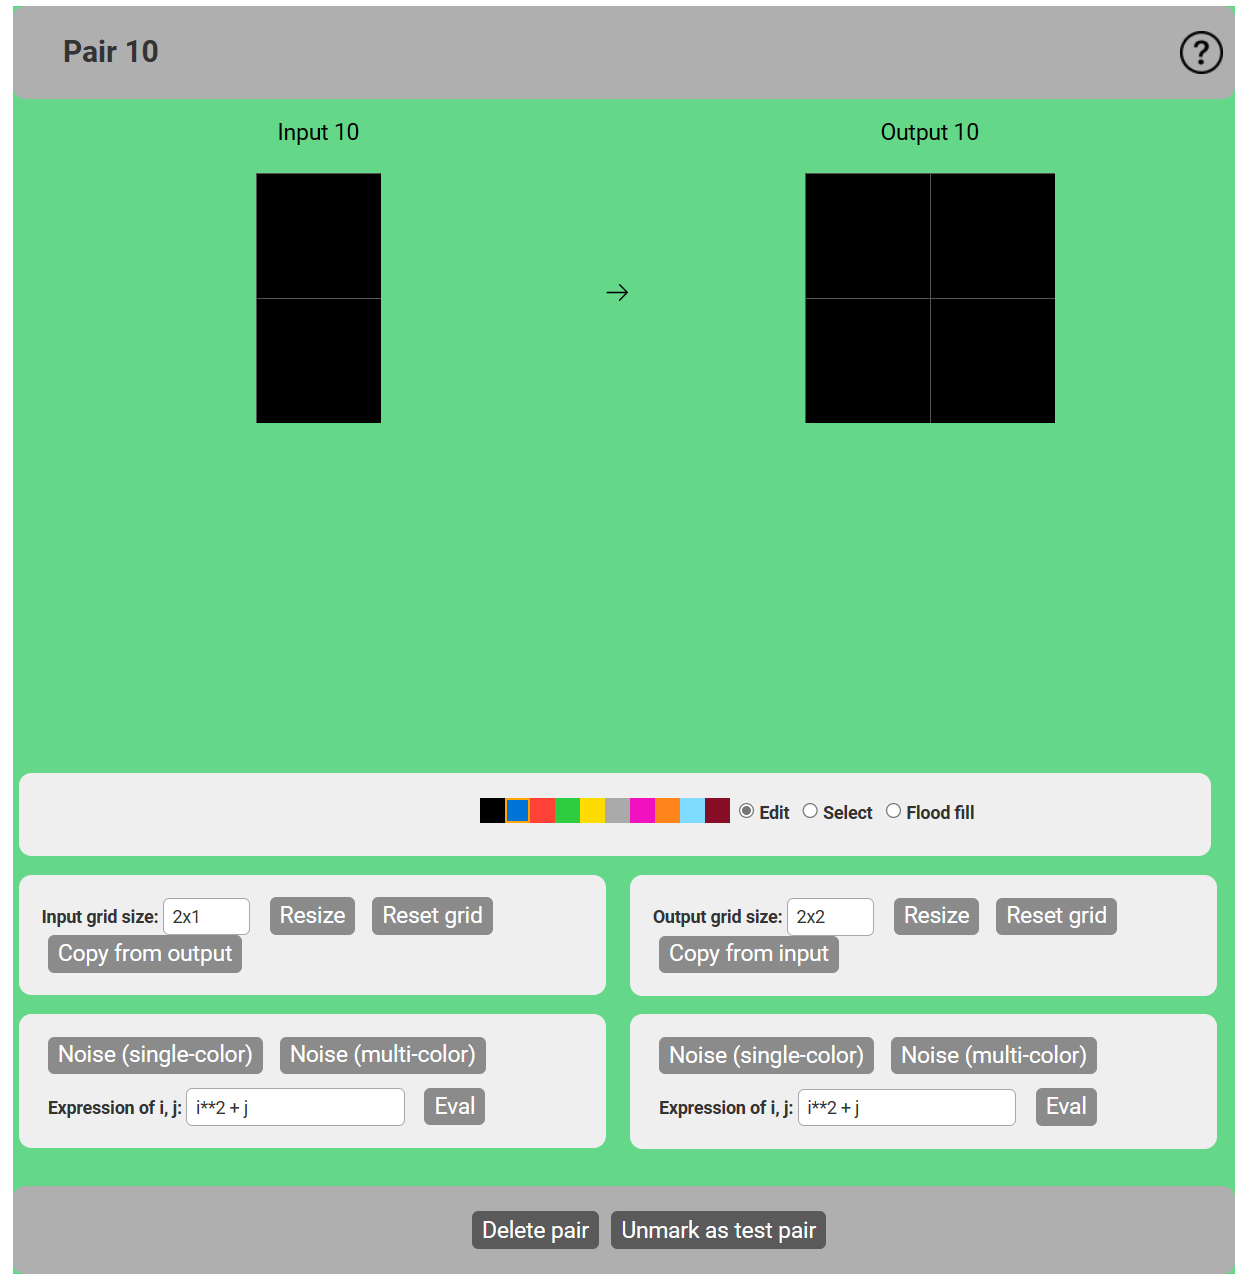 Pair 10
?
Input 10
Output 10
→
Edit Select Flood fill
Input grid size: 2x1 Resize Reset grid
Copy from output
Output grid size: 2x2 Resize Reset grid
Copy from input
Noise (single-color) Noise (multi-color)
Expression of i, j: i**2 + j Eval
Noise (single-color) Noise (multi-color)
Expression of i, j: i**2 + j Eval
Delete pair Unmark as test pair